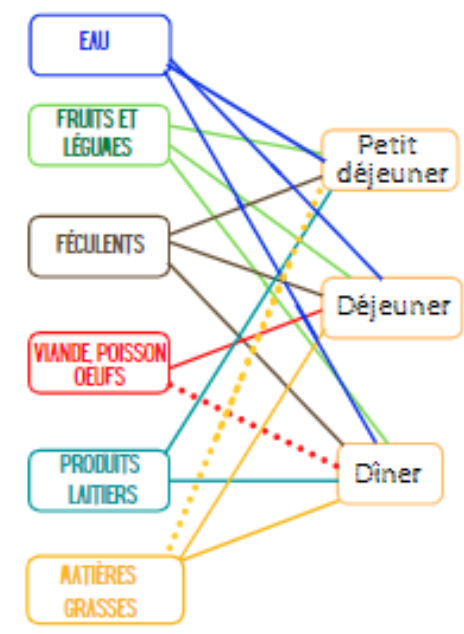 EAU
FRUITS ET
LÉGUMES
FÉCULENTS
VIANDE, POISSON
OEUFS
PRODUITS
LAITIERS
MATIÈRES
GRASSES
Petit
déjeuner
Déjeuner
Dîner